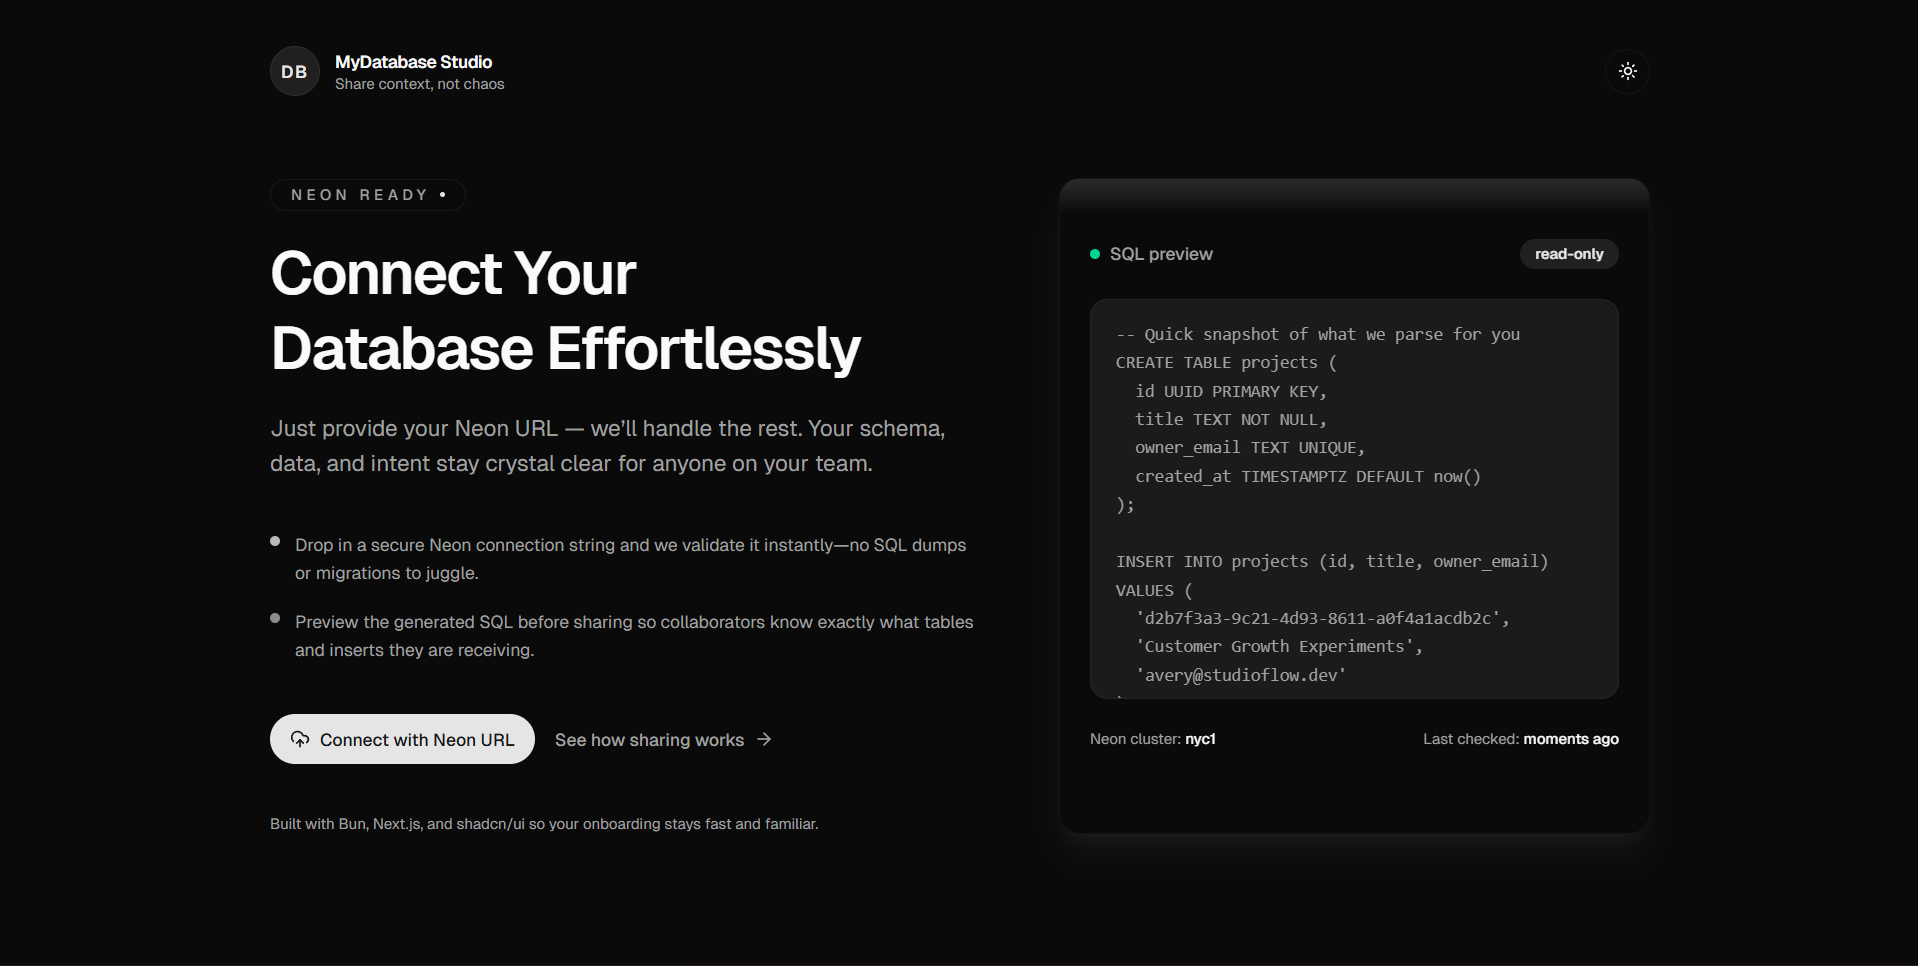 DB
MyDatabase Studio
Share context, not chaos
NEON READY •
Connect Your
Database Effortlessly
Just provide your Neon URL — we’ll handle the rest. Your schema,
data, and intent stay crystal clear for anyone on your team.
Drop in a secure Neon connection string and we validate it instantly—no SQL dumps
or migrations to juggle.
Preview the generated SQL before sharing so collaborators know exactly what tables
and inserts they are receiving.
Connect with Neon URL
See how sharing works →
Built with Bun, Next.js, and shadcn/ui so your onboarding stays fast and familiar.
SQL preview
read-only
-- Quick snapshot of what we parse for you
CREATE TABLE projects (
  id UUID PRIMARY KEY,
  title TEXT NOT NULL,
  owner_email TEXT UNIQUE,
  created_at TIMESTAMPTZ DEFAULT now()
);
INSERT INTO projects (id, title, owner_email)
VALUES (
  'd2b7f3a3-9c21-4d93-8611-a0f4a1acdb2c',
  'Customer Growth Experiments',
  'avery@studioflow.dev'
Neon cluster: nyc1
Last checked: moments ago